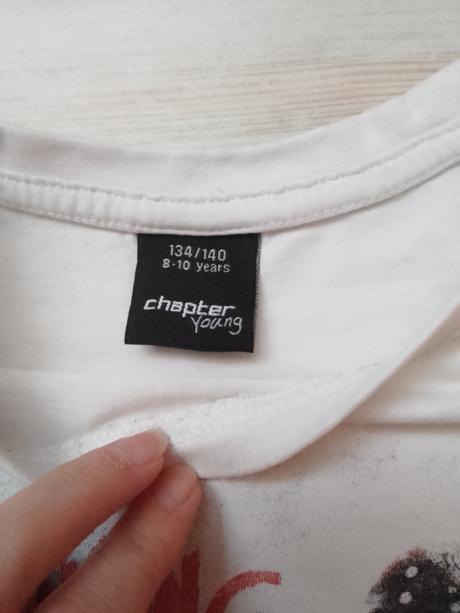 134/140
8-10 years
chapter
young